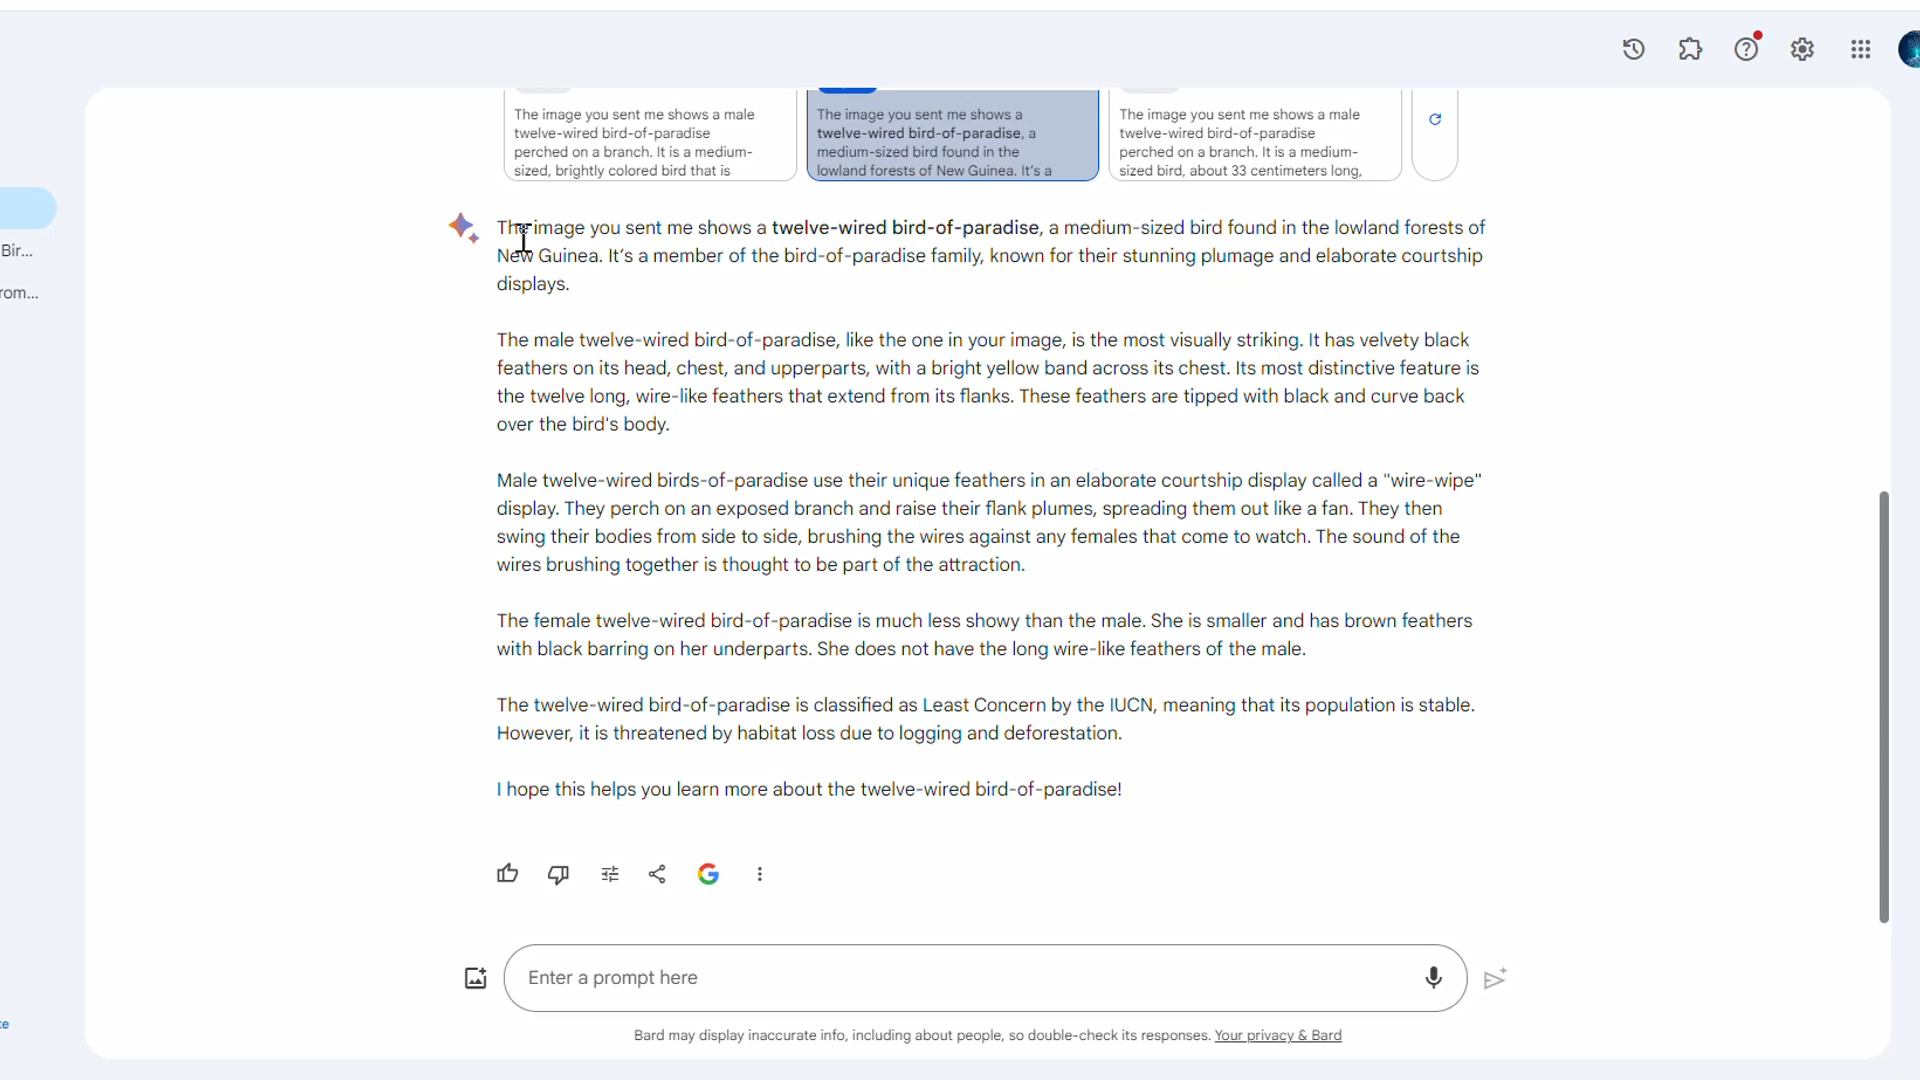 The image you sent me shows a male
twelve-wired bird-of-paradise
perched on a branch. It is a medium-
sized, brightly colored bird that is
The image you sent me shows a
twelve-wired bird-of-paradise, a
medium-sized bird found in the
lowland forests of New Guinea. It's a
The image you sent me shows a male
twelve-wired bird-of-paradise
perched on a branch. It is a medium-
sized bird, about 33 centimeters long,
Bir...
rom...
The image you sent me shows a twelve-wired bird-of-paradise, a medium-sized bird found in the lowland forests of
New Guinea. It's a member of the bird-of-paradise family, known for their stunning plumage and elaborate courtship
displays.
The male twelve-wired bird-of-paradise, like the one in your image, is the most visually striking. It has velvety black
feathers on its head, chest, and upperparts, with a bright yellow band across its chest. Its most distinctive feature is
the twelve long, wire-like feathers that extend from its flanks. These feathers are tipped with black and curve back
over the bird's body.
Male twelve-wired birds-of-paradise use their unique feathers in an elaborate courtship display called a "wire-wipe"
display. They perch on an exposed branch and raise their flank plumes, spreading them out like a fan. They then
swing their bodies from side to side, brushing the wires against any females that come to watch. The sound of the
wires brushing together is thought to be part of the attraction.
The female twelve-wired bird-of-paradise is much less showy than the male. She is smaller and has brown feathers
with black barring on her underparts. She does not have the long wire-like feathers of the male.
The twelve-wired bird-of-paradise is classified as Least Concern by the IUCN, meaning that its population is stable.
However, it is threatened by habitat loss due to logging and deforestation.
I hope this helps you learn more about the twelve-wired bird-of-paradise!
Enter a prompt here
te
Bard may display inaccurate info, including about people, so double-check its responses. Your privacy & Bard